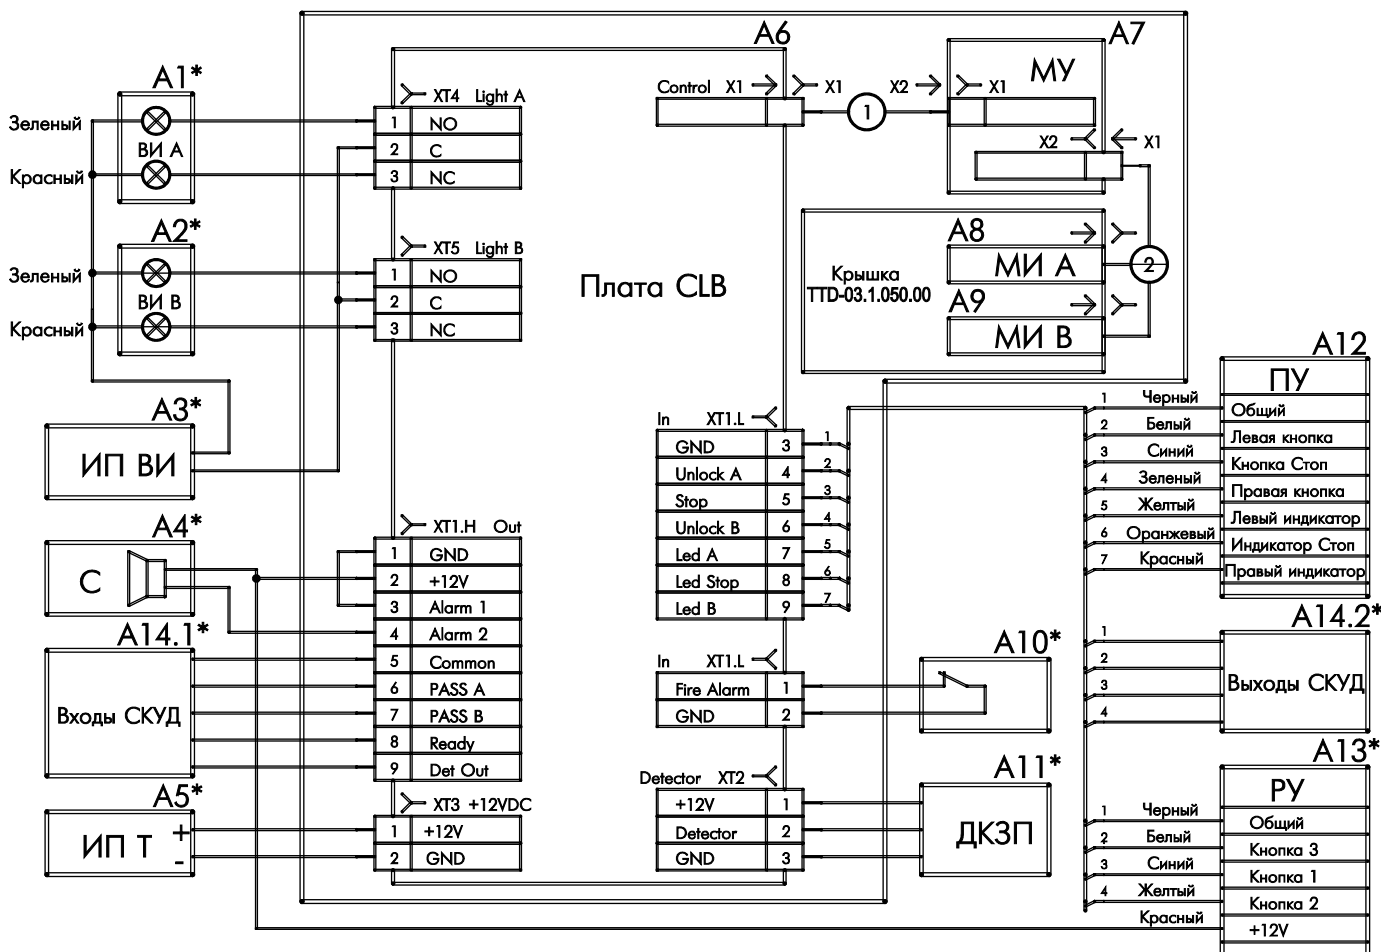 A1*
Зеленый
ВИ А
Красный
A2*
Зеленый
ВИ В
Красный
A3*
ИП ВИ
A4*
С
A14.1*
Входы СКУД
A5*
ИП Т
+
-
XT4 Light A
1 NO
2 C
3 NC
XT5 Light B
1 NO
2 C
3 NC
XT1.H Out
1 GND
2 +12V
3 Alarm 1
4 Alarm 2
5 Common
6 PASS A
7 PASS B
8 Ready
9 Det Out
XT3 +12VDC
1 +12V
2 GND
Плата CLB
A6
Control X1 X1
1
X2 X1
A7
МУ
X2 X1
A8
МИ А
2
Крышка
TTD-03.1.050.00
A9
МИ В
In XT1.L
GND 3 1
Unlock A 4 2
Stop 5 3
Unlock B 6 4
Led A 7 5
Led Stop 8 6
Led B 9 7
In XT1.L
Fire Alarm 1
GND 2
A10*
Detector XT2
+12V 1
Detector 2
GND 3
A11*
ДКЗП
A12
ПУ
1 Черный Общий
2 Белый Левая кнопка
3 Синий Кнопка Стоп
4 Зеленый Правая кнопка
5 Желтый Левый индикатор
6 Оранжевый Индикатор Стоп
7 Красный Правый индикатор
A14.2*
1
2
3
4
Выходы СКУД
A13*
РУ
1 Черный Общий
2 Белый Кнопка 3
3 Синий Кнопка 1
4 Желтый Кнопка 2
Красный +12V